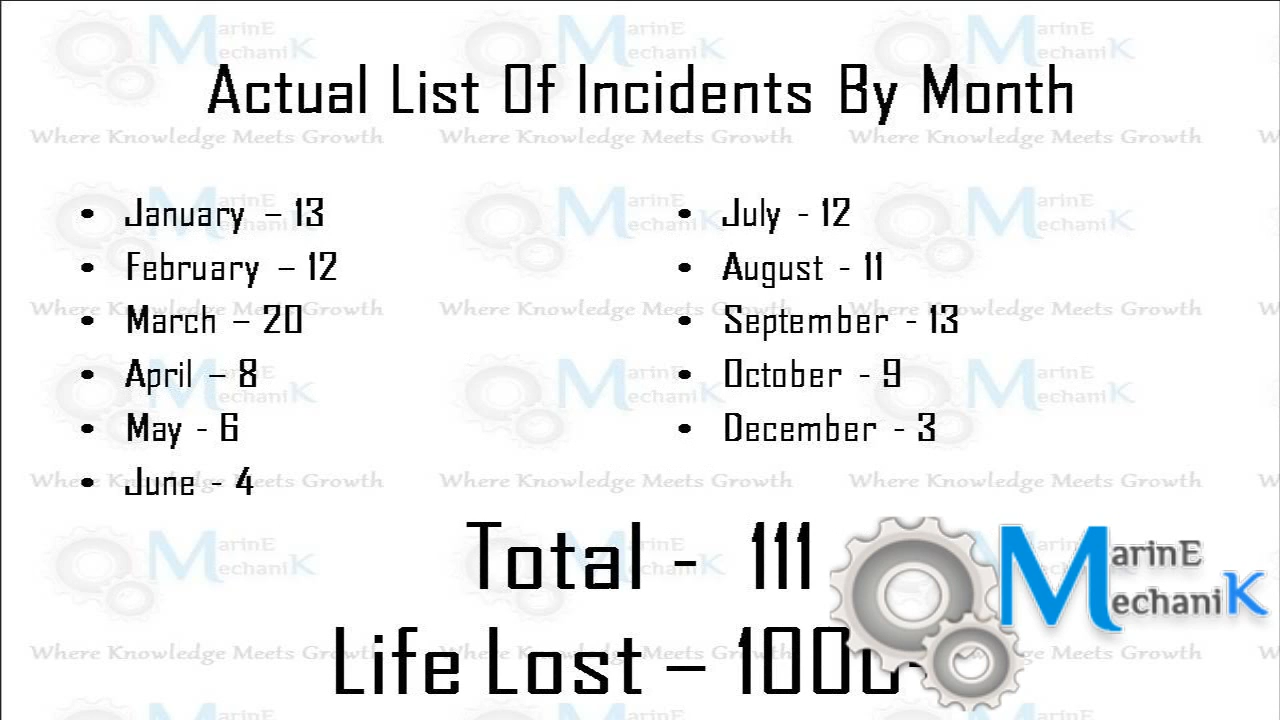 Actual List Of Incidents By Month
• January – 13
• February – 12
• March – 20
• April – 8
• May - 6
• June - 4
• July - 12
• August - 11
• September - 13
• October - 9
• December - 3
Total - 111
Life Lost – 1000
MarinE
MechaniK
Where Knowledge Meets Growth